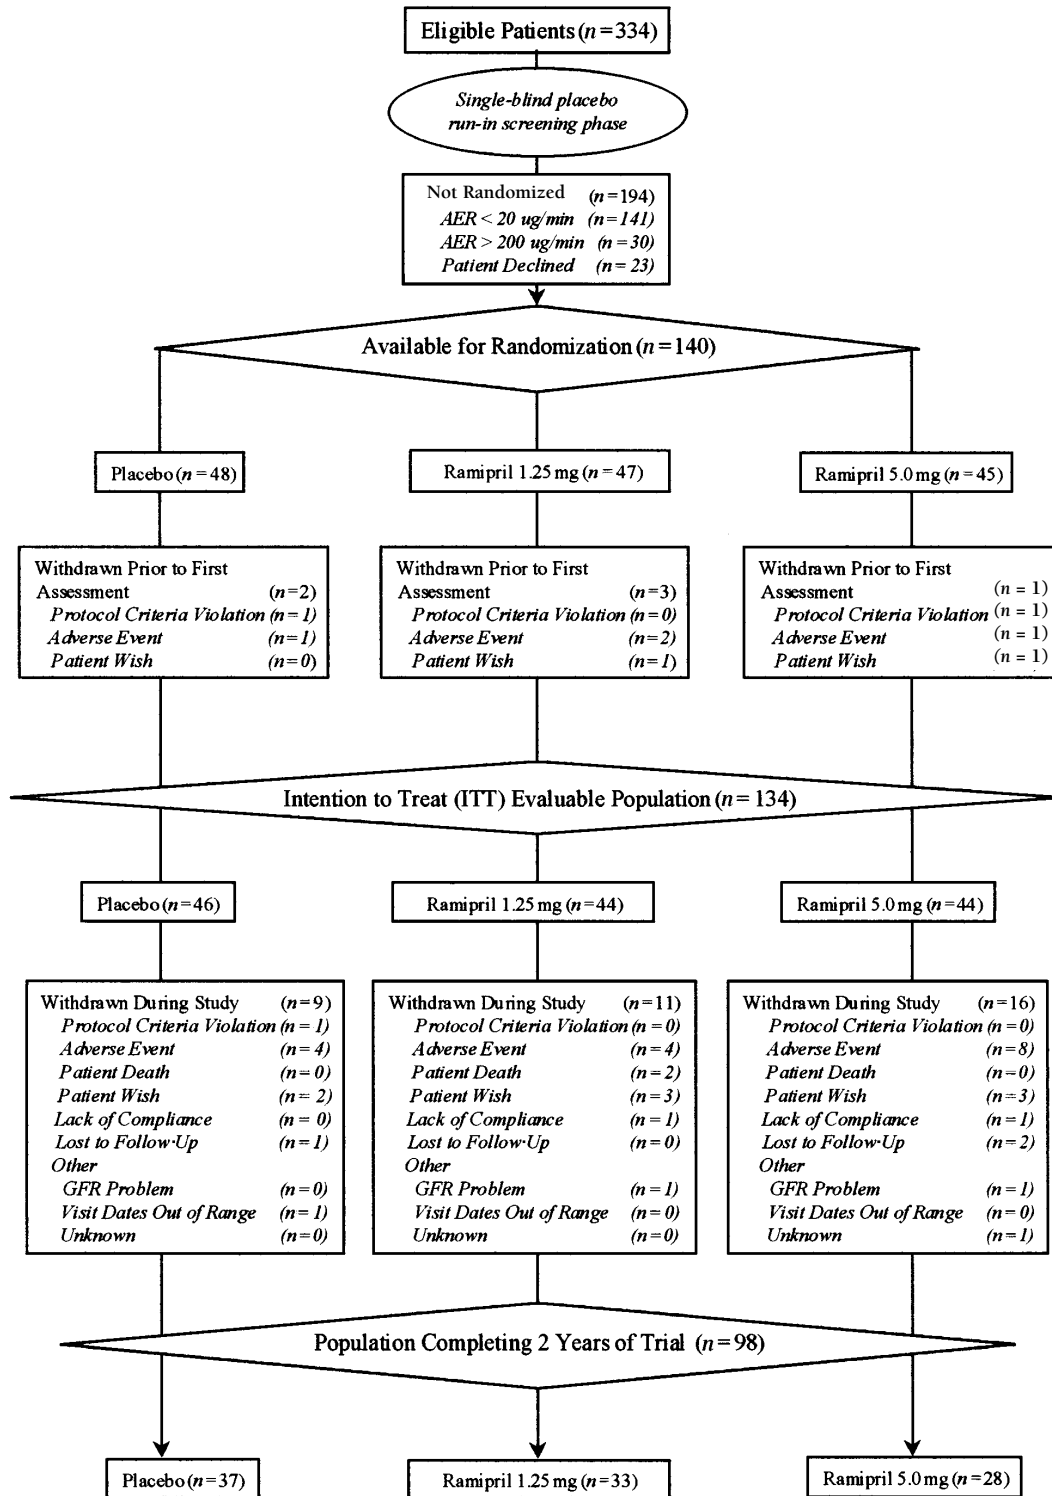 Eligible Patients (n=334)
Single-blind placebo
run-in screening phase
Not Randomized (n=194)
AER < 20 ug/min (n=141)
AER > 200 ug/min (n=30)
Patient Declined (n=23)
Available for Randomization (n=140)
Placebo (n=48)
Ramipril 1.25 mg (n=47)
Ramipril 5.0 mg (n=45)
Withdrawn Prior to First
Assessment (n=2)
Protocol Criteria Violation (n=1)
Adverse Event (n=1)
Patient Wish (n=0)
Withdrawn Prior to First
Assessment (n=3)
Protocol Criteria Violation (n=0)
Adverse Event (n=2)
Patient Wish (n=1)
Withdrawn Prior to First
Assessment (n = 1)
Protocol Criteria Violation (n = 1)
Adverse Event (n = 1)
Patient Wish (n = 1)
Intention to Treat (ITT) Evaluable Population (n=134)
Placebo (n=46)
Ramipril 1.25 mg (n=44)
Ramipril 5.0 mg (n=44)
Withdrawn During Study (n=9)
Protocol Criteria Violation (n=1)
Adverse Event (n=4)
Patient Death (n=0)
Patient Wish (n=2)
Lack of Compliance (n=0)
Lost to Follow-Up (n=1)
Other
GFR Problem (n=0)
Visit Dates Out of Range (n=1)
Unknown (n=0)
Withdrawn During Study (n=11)
Protocol Criteria Violation (n=0)
Adverse Event (n=4)
Patient Death (n=2)
Patient Wish (n=3)
Lack of Compliance (n=1)
Lost to Follow-Up (n=0)
Other
GFR Problem (n=1)
Visit Dates Out of Range (n=0)
Unknown (n=0)
Withdrawn During Study (n=16)
Protocol Criteria Violation (n=0)
Adverse Event (n=8)
Patient Death (n=0)
Patient Wish (n=3)
Lack of Compliance (n=1)
Lost to Follow-Up (n=2)
Other
GFR Problem (n=1)
Visit Dates Out of Range (n=0)
Unknown (n=1)
Population Completing 2 Years of Trial (n=98)
Placebo (n=37)
Ramipril 1.25 mg (n=33)
Ramipril 5.0 mg (n=28)